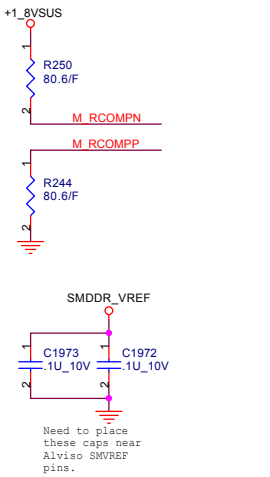 +1_8VSUS
1
R250
80.6/F
2
M_RCOMPN
M_RCOMPP
1
R244
80.6/F
2
SMDDR_VREF
1
C1973
.1U_10V
2
1
C1972
.1U_10V
2
Need to place
these caps near
Alviso SMVREF
pins.